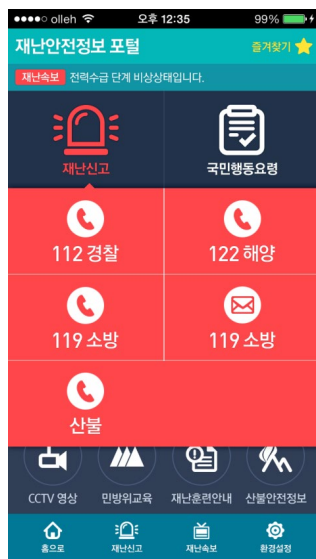 olleh 오후 12:35 99%
재난안전정보 포털 즐겨찾기
재난속보 전력수급 단계 비상상태입니다.
재난신고 국민행동요령
112 경찰 122 해양
119 소방 119 소방
산불
CCTV 영상 민방위교육 재난훈련안내 산불안전정보
홈으로 재난신고 재난속보 환경설정